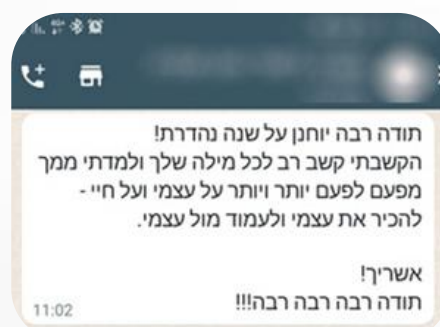 תודה רבה יוחנן על שנה נהדרת!
הקשבתי קשב רב לכל מילה שלך ולמדתי ממך
מפעם לפעם יותר ויותר על עצמי ועל חיי -
להכיר את עצמי ולעמוד מול עצמי.
אשריך!
תודה רבה רבה רבה!!!
11:02